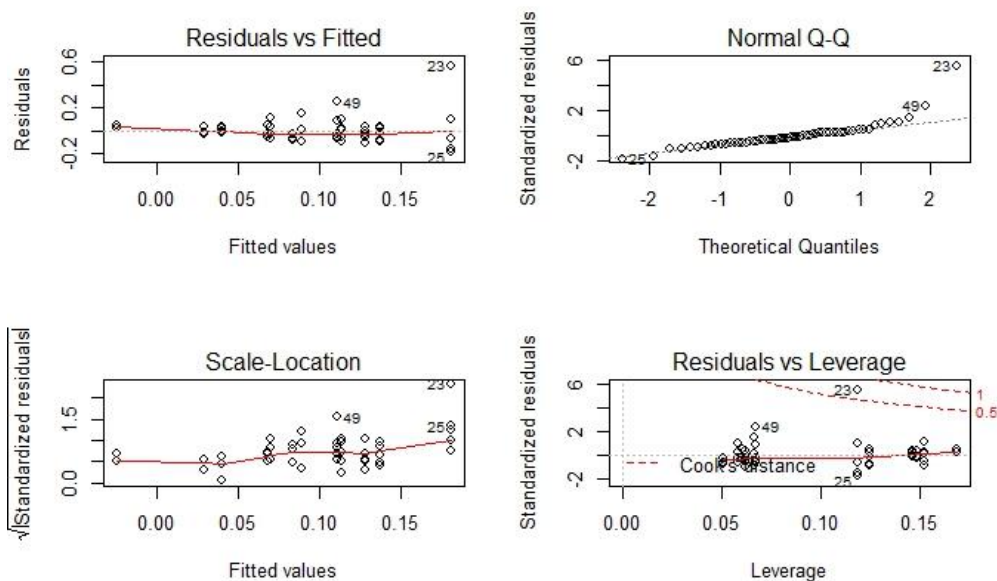 Residuals vs Fitted
Residuals
0.6
0.2
-0.2
23
49
25
0.00 0.05 0.10 0.15
Fitted values
Normal Q-Q
Standardized residuals
6
2
-2
23
49
25
-2 -1 0 1 2
Theoretical Quantiles
Scale-Location
√|Standardized residuals|
1.5
0.0
23
49
25
0.00 0.05 0.10 0.15
Fitted values
Residuals vs Leverage
Standardized residuals
6
2
-2
23
49
25
1
0.5
Cook's distance
0.00 0.05 0.10 0.15
Leverage